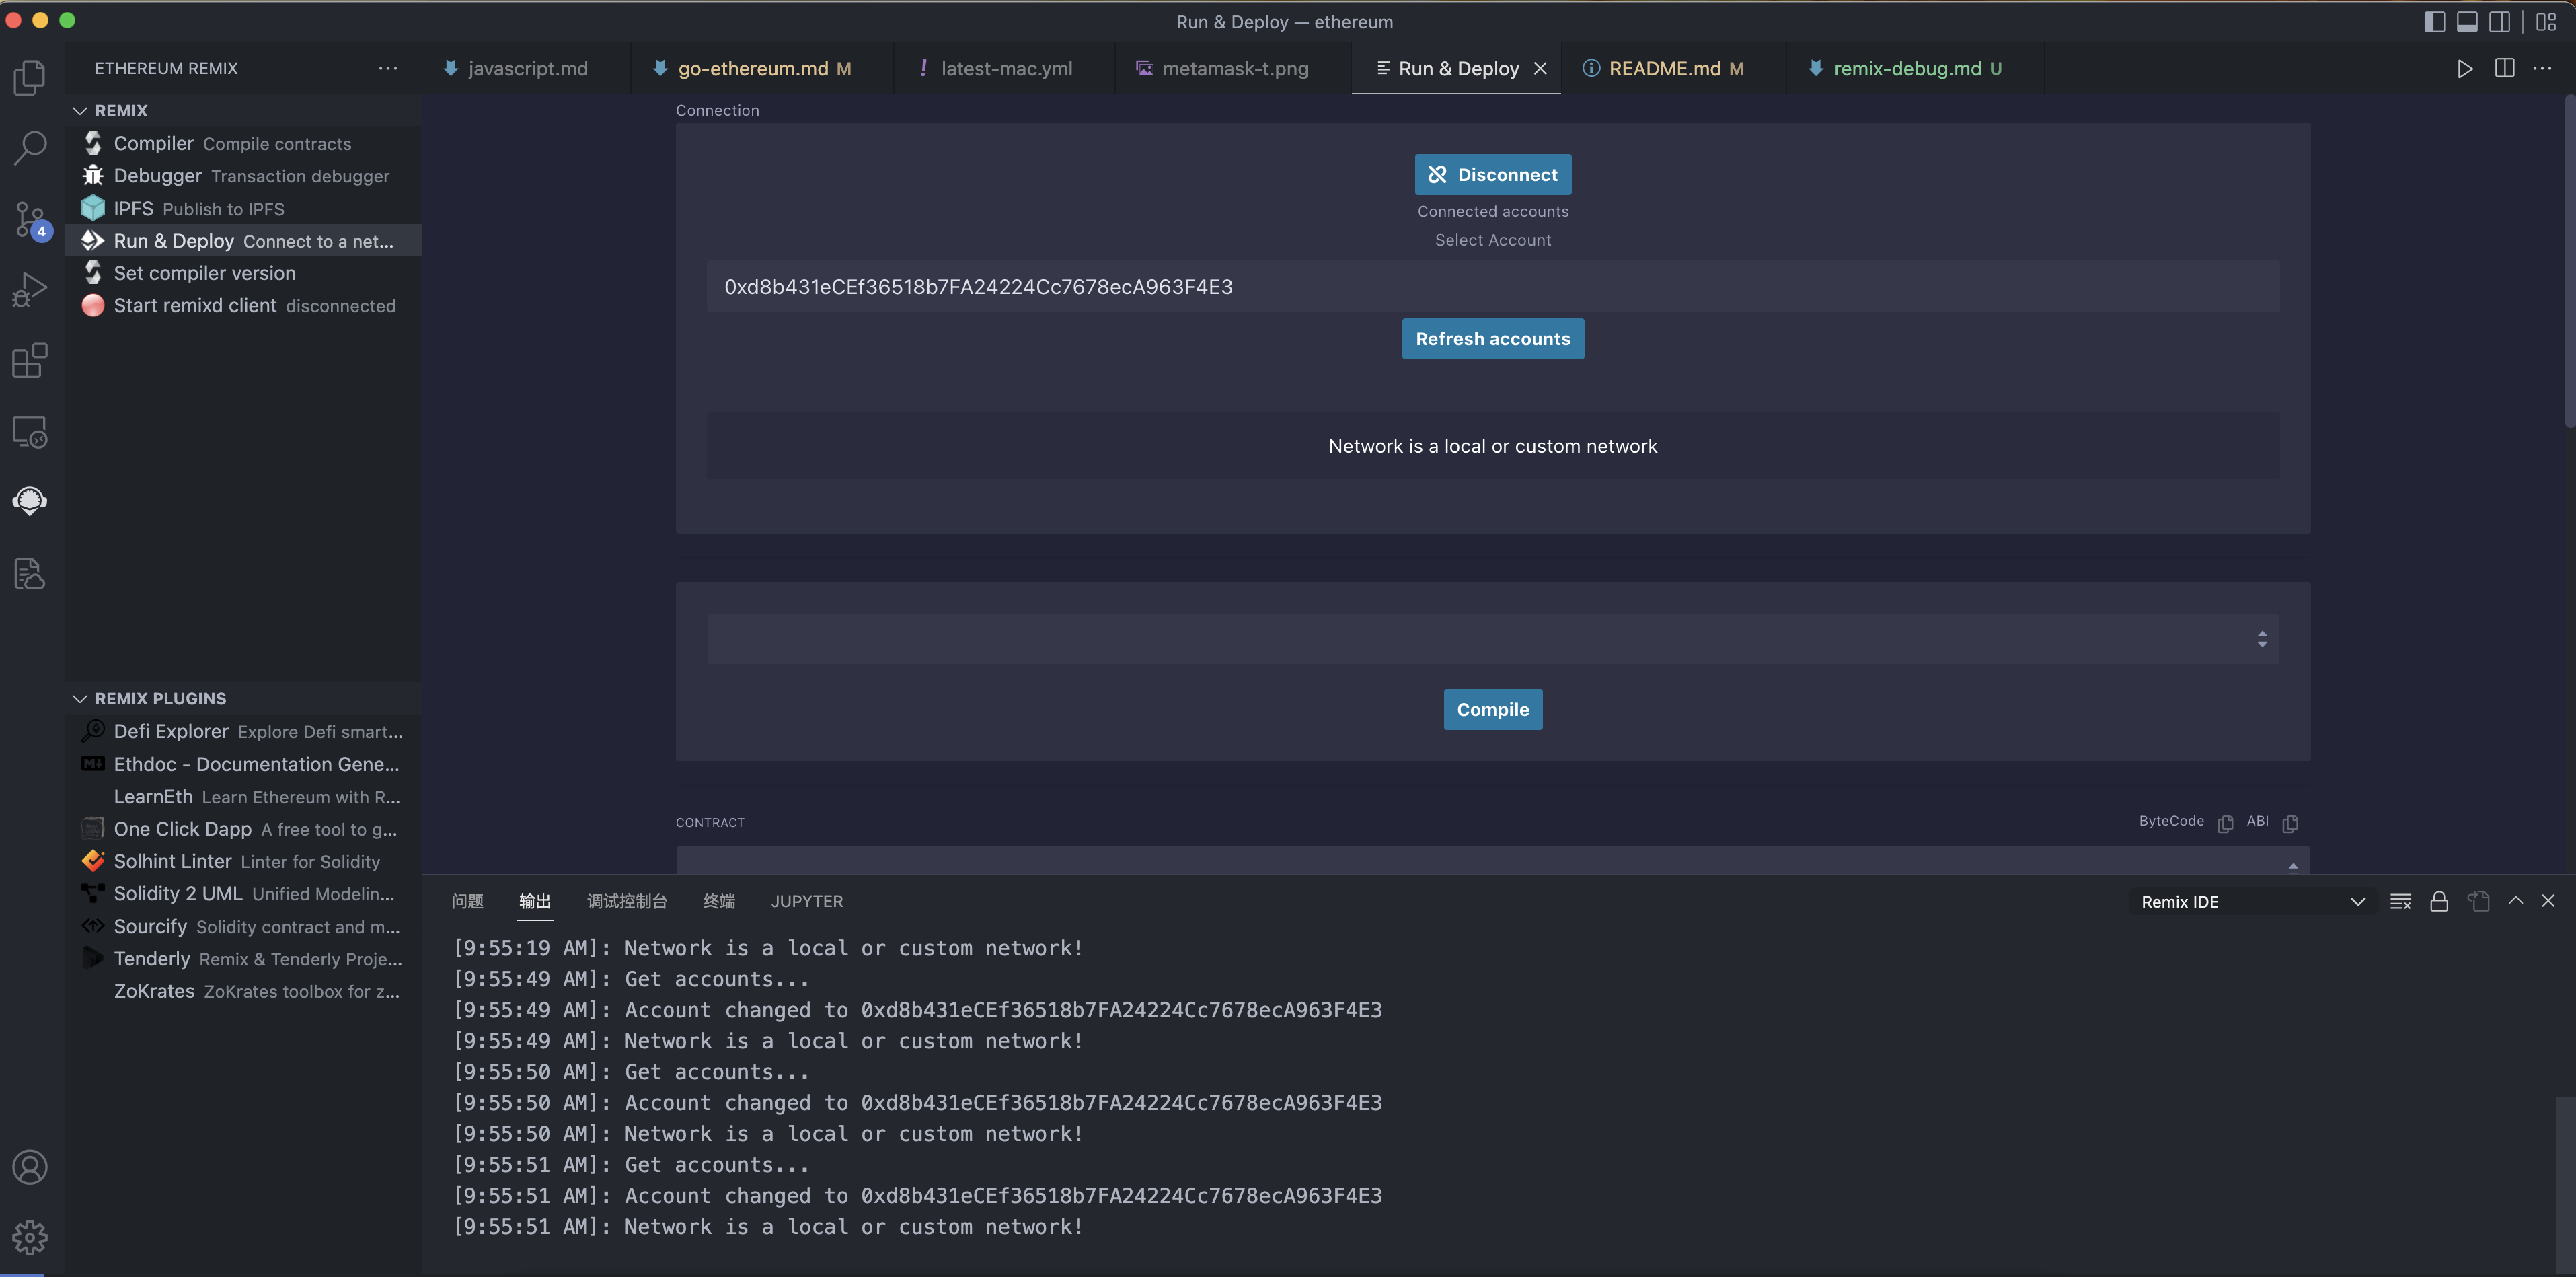 Run & Deploy — ethereum
ETHEREUM REMIX
javascript.md
go-ethereum.md M
! latest-mac.yml
metamask-t.png
Run & Deploy
README.md M
remix-debug.md U
REMIX
Compiler Compile contracts
Debugger Transaction debugger
IPFS Publish to IPFS
4
Run & Deploy Connect to a net...
Set compiler version
Start remixd client disconnected
REMIX PLUGINS
Defi Explorer Explore Defi smart...
Ethdoc - Documentation Gene...
LearnEth Learn Ethereum with R...
One Click Dapp A free tool to g...
Solhint Linter Linter for Solidity
Solidity 2 UML Unified Modelin...
Sourcify Solidity contract and m...
Tenderly Remix & Tenderly Proje...
ZoKrates ZoKrates toolbox for z...
Connection
Disconnect
Connected accounts
Select Account
0xd8b431eCEf36518b7FA24224Cc7678ecA963F4E3
Refresh accounts
Network is a local or custom network
Compile
CONTRACT
ByteCode ABI
问题 输出 调试控制台 终端 JUPYTER
Remix IDE
[9:55:19 AM]: Network is a local or custom network!
[9:55:49 AM]: Get accounts...
[9:55:49 AM]: Account changed to 0xd8b431eCEf36518b7FA24224Cc7678ecA963F4E3
[9:55:49 AM]: Network is a local or custom network!
[9:55:50 AM]: Get accounts...
[9:55:50 AM]: Account changed to 0xd8b431eCEf36518b7FA24224Cc7678ecA963F4E3
[9:55:50 AM]: Network is a local or custom network!
[9:55:51 AM]: Get accounts...
[9:55:51 AM]: Account changed to 0xd8b431eCEf36518b7FA24224Cc7678ecA963F4E3
[9:55:51 AM]: Network is a local or custom network!